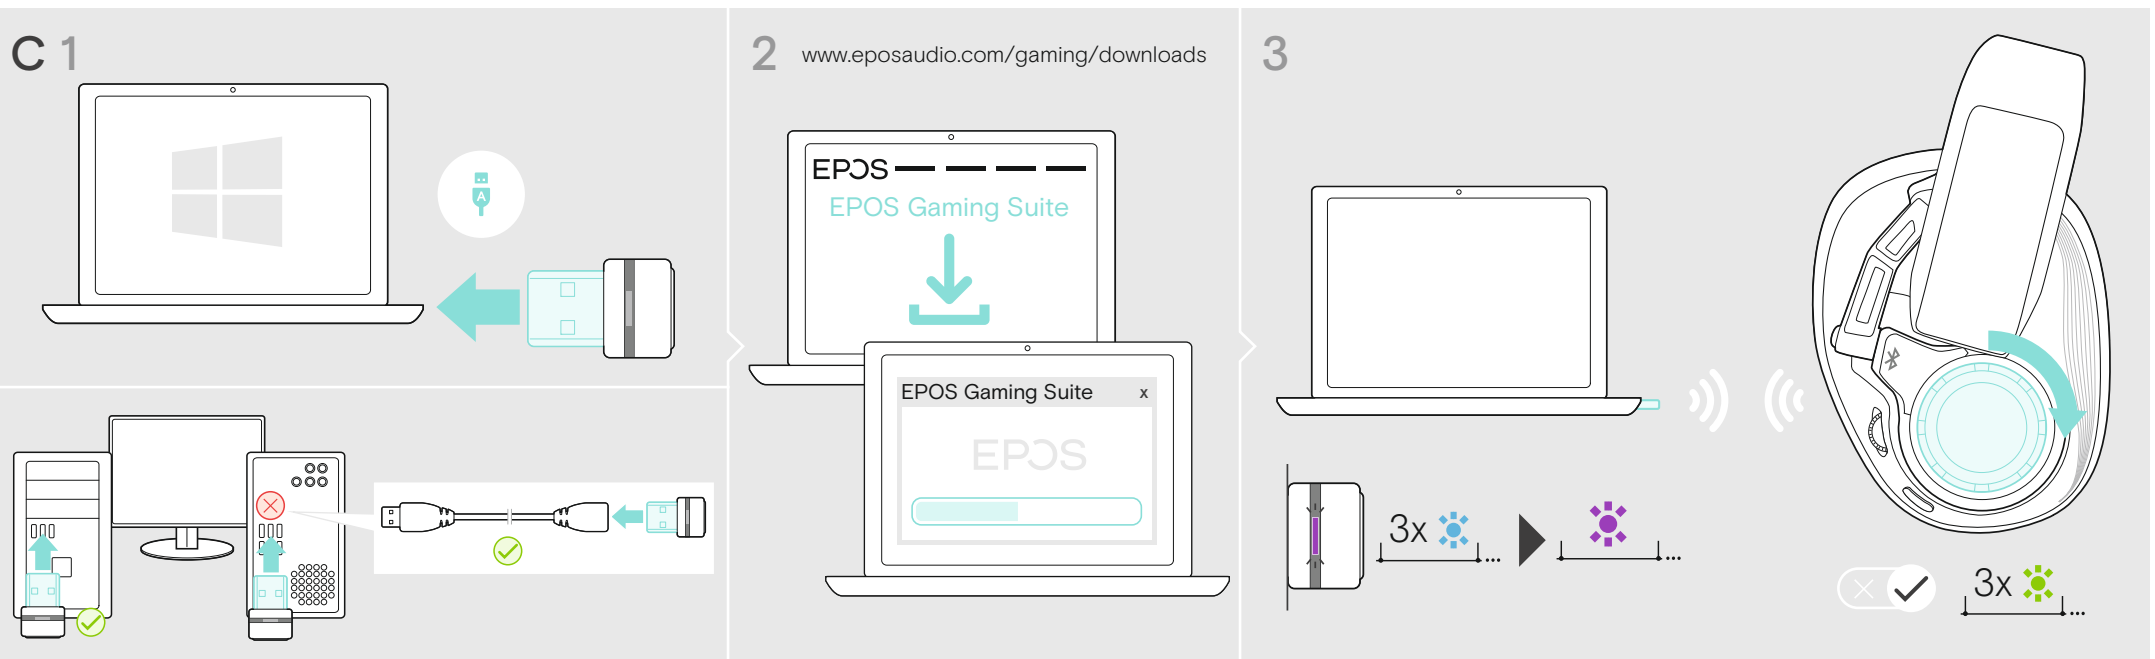 C 1
A
2 www.eposaudio.com/gaming/downloads
EPOS
EPOS Gaming Suite
EPOS Gaming Suite x
EPOS
3
3x ...
...
3x ...